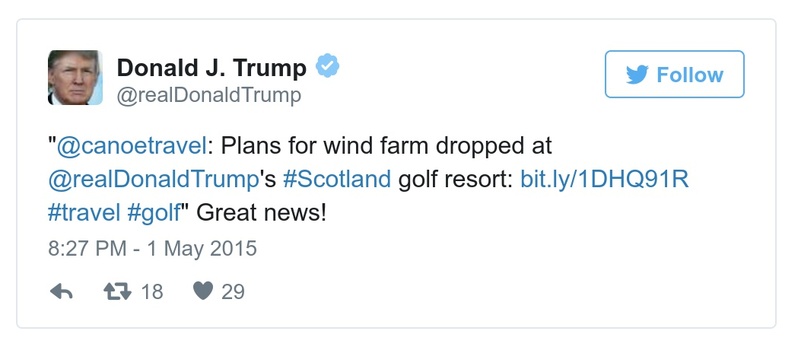 Donald J. Trump
@realDonaldTrump
Follow
"@canoetravel: Plans for wind farm dropped at
@realDonaldTrump's #Scotland golf resort: bit.ly/1DHQ91R
#travel #golf" Great news!
8:27 PM - 1 May 2015
18 29